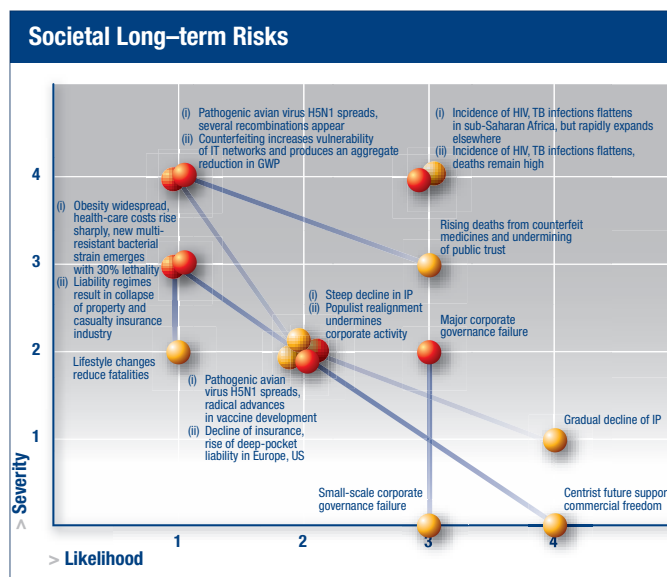 Societal Long–term Risks
(i) Pathogenic avian virus H5N1 spreads,
several recombinations appear
(ii) Counterfeiting increases vulnerability
of IT networks and produces an aggregate
reduction in GWP
(i) Incidence of HIV, TB infections flattens
in sub-Saharan Africa, but rapidly expands
elsewhere
(ii) Incidence of HIV, TB infections flattens,
deaths remain high
4
(i) Obesity widespread,
health-care costs rise
sharply, new multi-
resistant bacterial
strain emerges
with 30% lethality
(ii) Liability regimes
result in collapse
of property and
casualty insurance
industry
Rising deaths from counterfeit
medicines and undermining
of public trust
3
(i) Steep decline in IP
(ii) Populist realignment
undermines
corporate activity
Major corporate
governance failure
2
Lifestyle changes
reduce fatalities
(i) Pathogenic avian
virus H5N1 spreads,
radical advances
in vaccine development
(ii) Decline of insurance,
rise of deep-pocket
liability in Europe, US
Gradual decline of IP
1
Small-scale corporate
governance failure
Centrist future support
commercial freedom
> Severity
1 2 3 4
> Likelihood